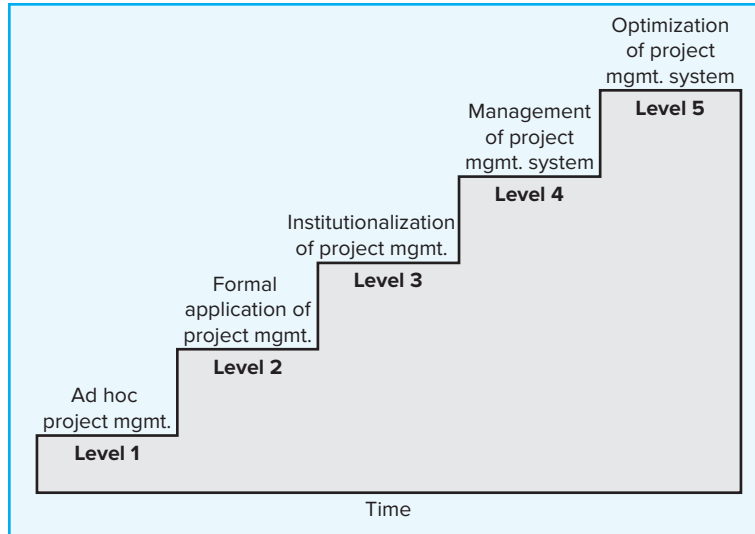 Optimization
of project
mgmt. system
Level 5
Management
of project
mgmt. system
Level 4
Institutionalization
of project mgmt.
Level 3
Formal
application of
project mgmt.
Level 2
Ad hoc
project mgmt.
Level 1
Time